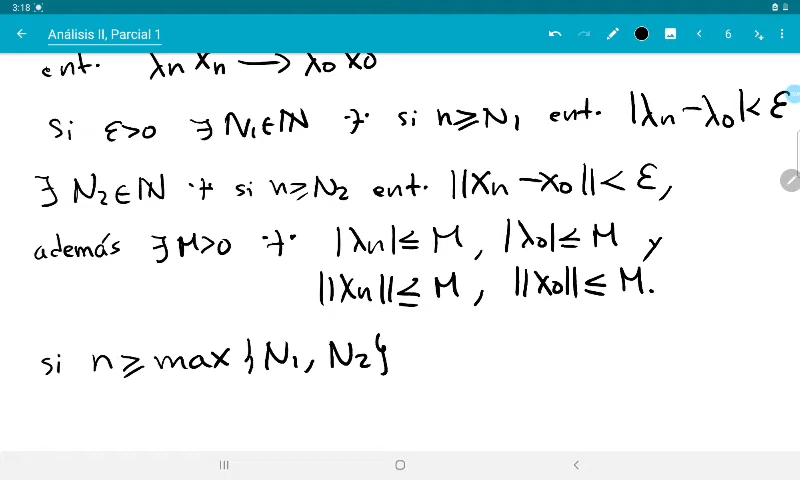 3:18
Análisis II, Parcial 1
6
ent. λn xn → λ0 x0
Si ε>0 ∃ N₁∈ℕ ·Ͻ· si n≥N₁ ent. |λn-λ0|<ε
∃ N₂∈ℕ ·Ͻ· si n≥N₂ ent. ||xn-x0||<ε,
además ∃M>0 ·Ͻ· |λn|≤M, |λ0|≤M y
||xn||≤M, ||x0||≤M.
si n≥max{N₁, N₂}